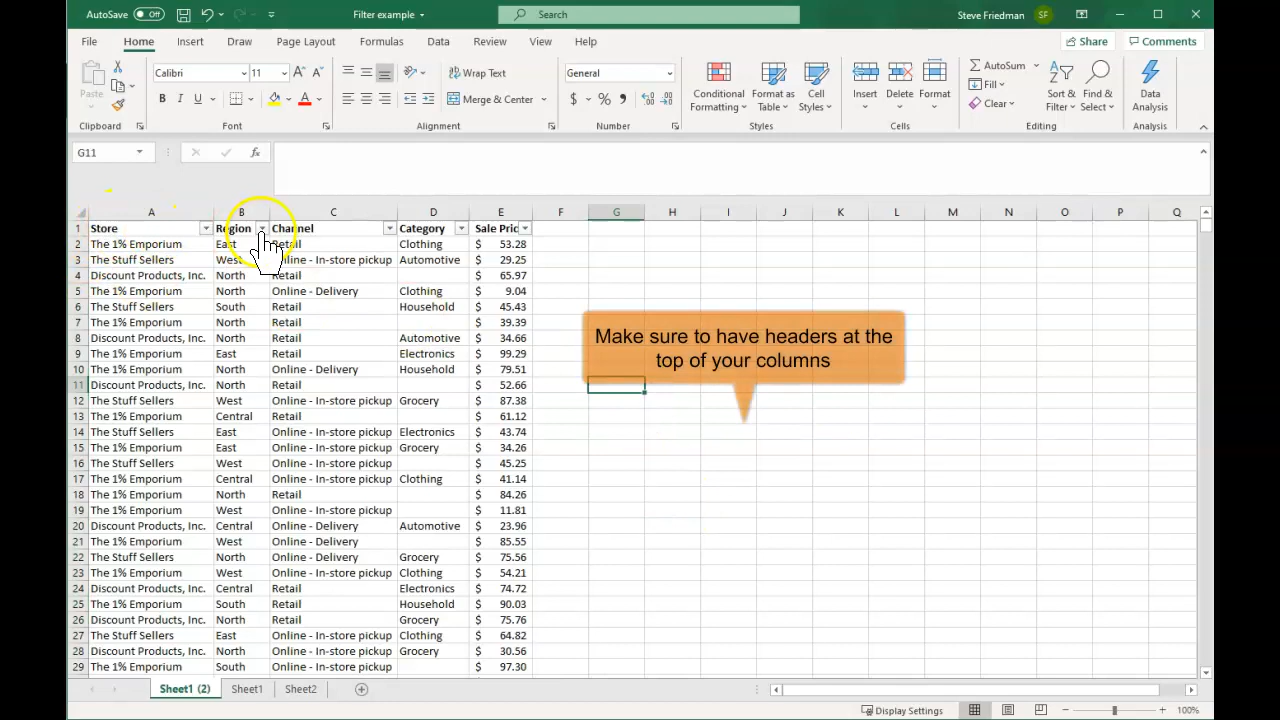 AutoSave Off Filter example Search Steve Friedman SF
File Home Insert Draw Page Layout Formulas Data Review View Help Share Comments
Paste Calibri 11 Wrap Text General Conditional Formatting Format as Table Cell Styles Insert Delete Format AutoSum Fill Clear Sort & Filter Find & Select Data Analysis
Merge & Center $ %
Clipboard Font Alignment Number Styles Cells Editing Analysis
G11 fx
A B C D E F G H I J K L M N O P Q
1 Store Region Channel Category Sale Pric
2 The 1% Emporium East Retail Clothing $ 53.28
3 The Stuff Sellers West Online - In-store pickup Automotive $ 29.25
4 Discount Products, Inc. North Retail $ 65.97
5 The 1% Emporium North Online - Delivery Clothing $ 9.04
6 The Stuff Sellers South Retail Household $ 45.43
7 The 1% Emporium North Retail $ 39.39
8 Discount Products, Inc. North Retail Automotive $ 34.66
9 The 1% Emporium East Retail Electronics $ 99.29
10 The 1% Emporium North Online - Delivery Household $ 79.51
11 Discount Products, Inc. North Retail $ 52.66
12 The Stuff Sellers West Online - In-store pickup Grocery $ 87.38
13 The 1% Emporium Central Retail $ 61.12
14 The Stuff Sellers East Online - In-store pickup Electronics $ 43.74
15 The 1% Emporium East Online - In-store pickup Grocery $ 34.26
16 The Stuff Sellers West Online - In-store pickup $ 45.25
17 The 1% Emporium Central Online - In-store pickup Clothing $ 41.14
18 The 1% Emporium North Retail $ 84.26
19 The 1% Emporium West Online - In-store pickup $ 11.81
20 Discount Products, Inc. Central Online - Delivery Automotive $ 23.96
21 The 1% Emporium West Online - Delivery $ 85.55
22 The Stuff Sellers North Online - Delivery Grocery $ 75.56
23 The 1% Emporium West Online - In-store pickup Clothing $ 54.21
24 Discount Products, Inc. Central Retail Electronics $ 74.72
25 The 1% Emporium South Retail Household $ 90.03
26 Discount Products, Inc. North Retail Grocery $ 75.76
27 The Stuff Sellers East Online - In-store pickup Clothing $ 64.82
28 Discount Products, Inc. North Online - In-store pickup Grocery $ 30.56
29 The 1% Emporium South Online - In-store pickup $ 97.30
Make sure to have headers at the
top of your columns
Sheet1 (2) Sheet1 Sheet2
Display Settings 100%